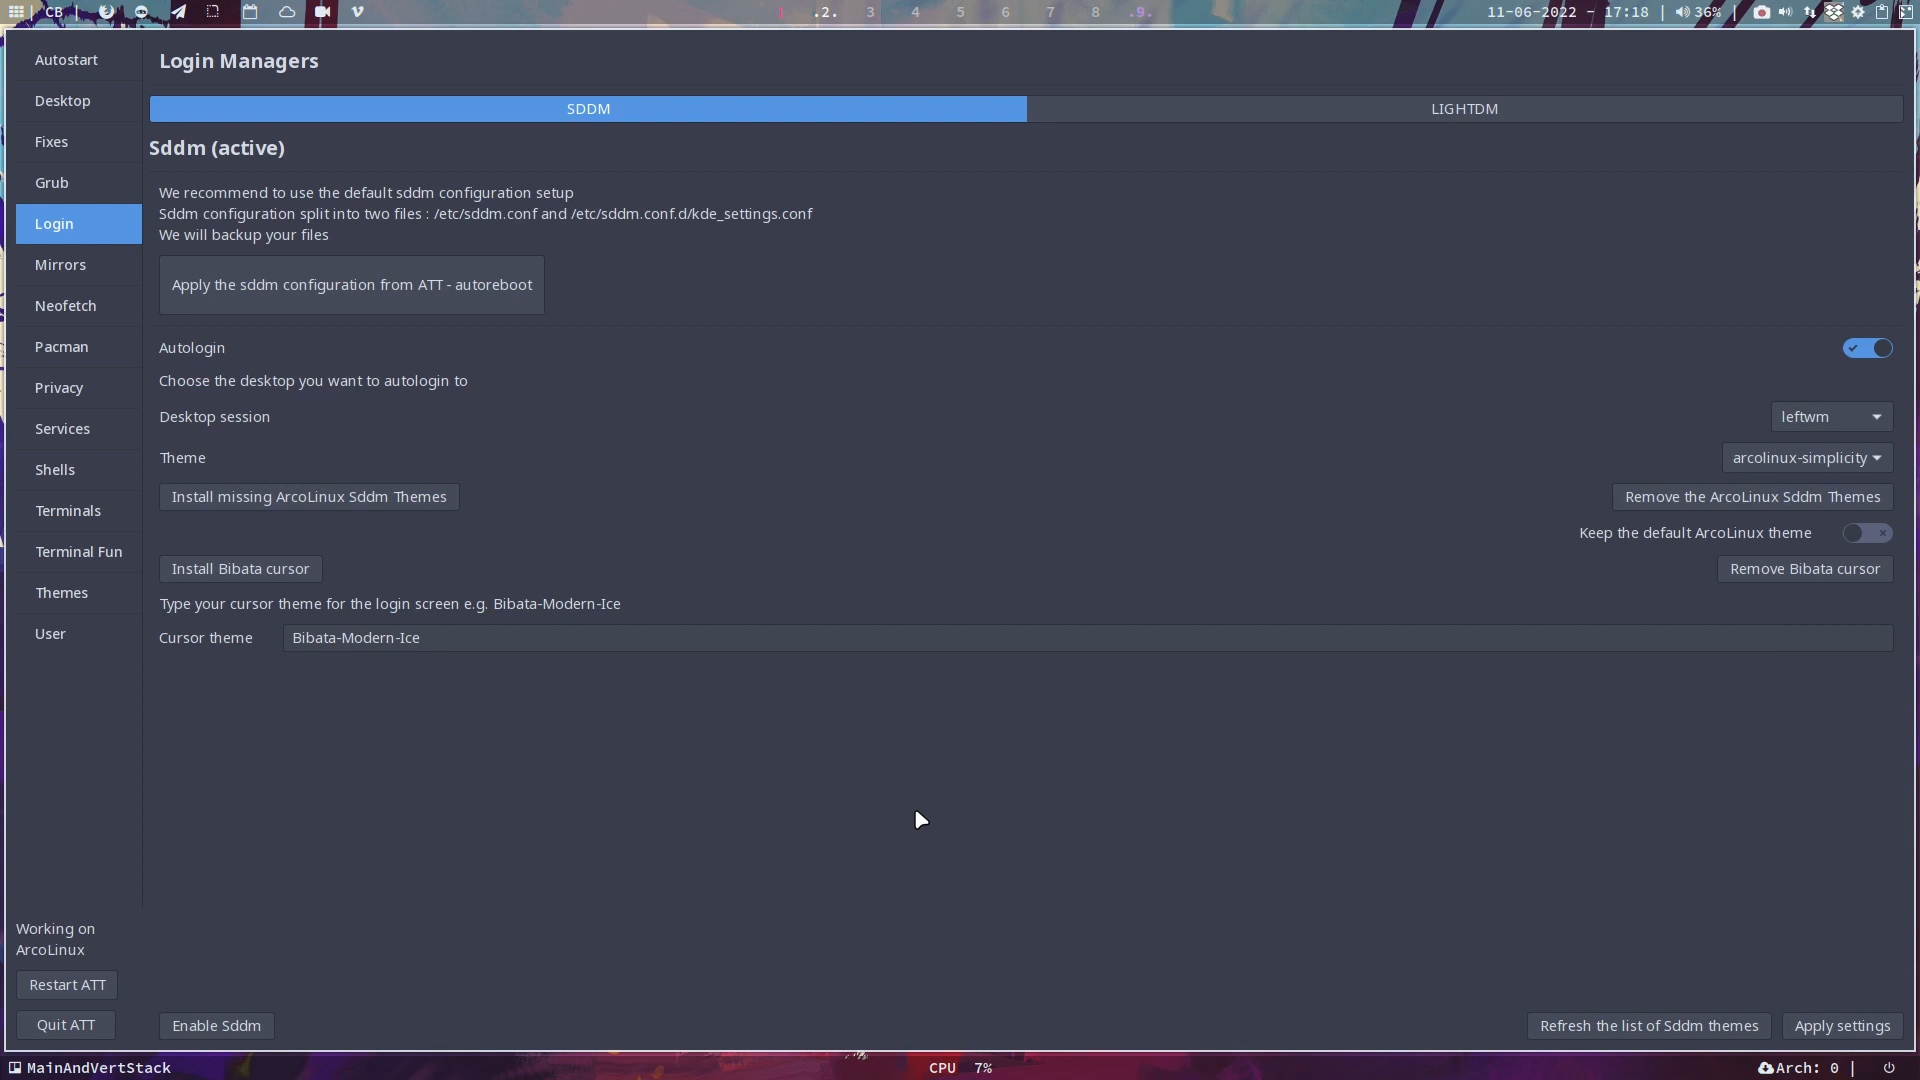 CB | 1 .2. 3 4 5 6 7 8 .9. 11-06-2022 - 17:18 | 36% |
Autostart
Desktop
Fixes
Grub
Login
Mirrors
Neofetch
Pacman
Privacy
Services
Shells
Terminals
Terminal Fun
Themes
User
Working on
ArcoLinux
Restart ATT
Quit ATT
Login Managers
SDDM LIGHTDM
Sddm (active)
We recommend to use the default sddm configuration setup
Sddm configuration split into two files : /etc/sddm.conf and /etc/sddm.conf.d/kde_settings.conf
We will backup your files
Apply the sddm configuration from ATT - autoreboot
Autologin
Choose the desktop you want to autologin to
Desktop session leftwm
Theme arcolinux-simplicity
Install missing ArcoLinux Sddm Themes Remove the ArcoLinux Sddm Themes
Keep the default ArcoLinux theme
Install Bibata cursor Remove Bibata cursor
Type your cursor theme for the login screen e.g. Bibata-Modern-Ice
Cursor theme Bibata-Modern-Ice
Enable Sddm Refresh the list of Sddm themes Apply settings
MainAndVertStack CPU 7% Arch: 0 |